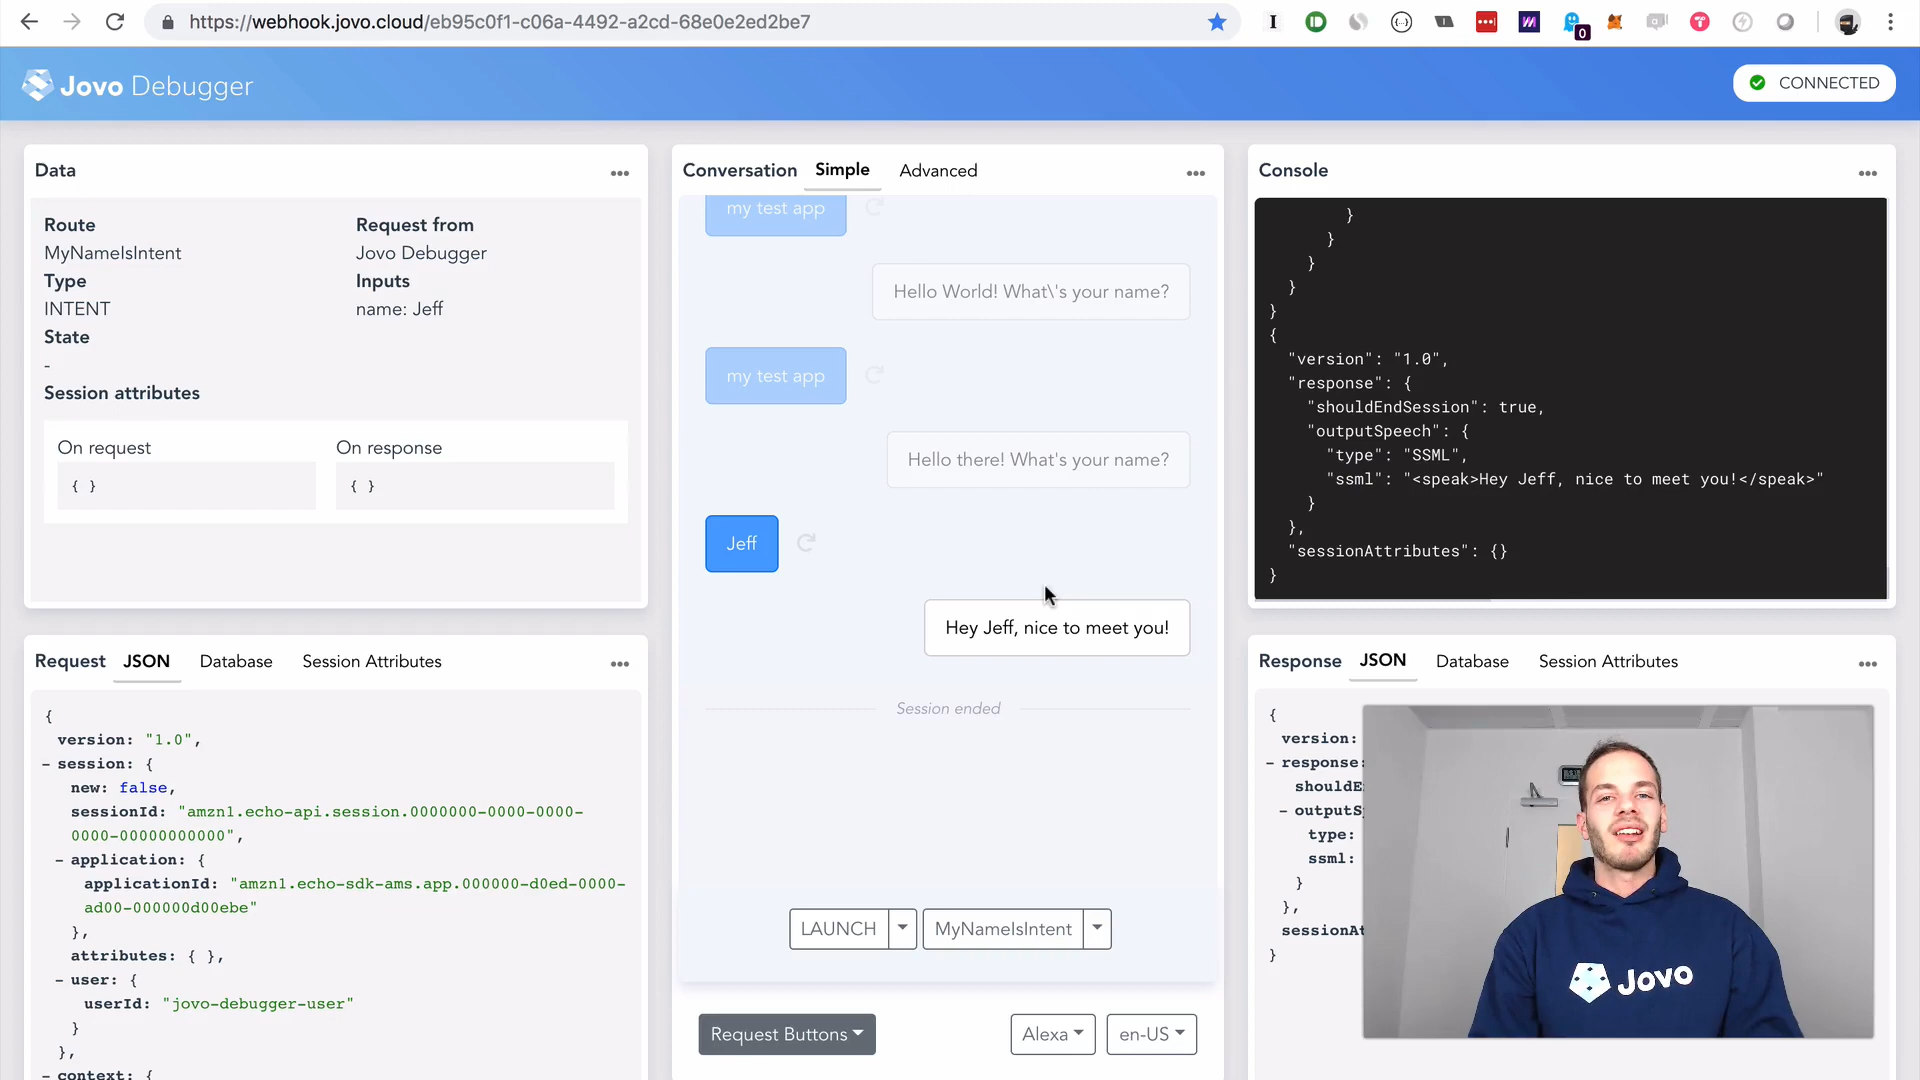 https://webhook.jovo.cloud/eb95c0f1-c06a-4492-a2cd-68e0e2ed2be7
0
Jovo Debugger
CONNECTED
Data
Route
MyNameIsIntent
Type
INTENT
State
-
Request from
Jovo Debugger
Inputs
name: Jeff
Session attributes
On request
{ }
On response
{ }
Request JSON Database Session Attributes
{
version: "1.0",
- session: {
new: false,
sessionId: "amzn1.echo-api.session.0000000-0000-0000-
0000-00000000000",
- application: {
applicationId: "amzn1.echo-sdk-ams.app.000000-d0ed-0000-
ad00-000000d00ebe"
},
attributes: { },
- user: {
userId: "jovo-debugger-user"
}
},
- context: {
Conversation Simple Advanced
my test app
Hello World! What\'s your name?
my test app
Hello there! What's your name?
Jeff
Hey Jeff, nice to meet you!
Session ended
LAUNCH
MyNameIsIntent
Request Buttons
Alexa
en-US
Console
}
}
}
}
}
{
"version": "1.0",
"response": {
"shouldEndSession": true,
"outputSpeech": {
"type": "SSML",
"ssml": "<speak>Hey Jeff, nice to meet you!</speak>"
}
},
"sessionAttributes": {}
}
Response JSON Database Session Attributes
{
version:
- response:
shouldE
- outputSp
type:
ssml:
}
},
sessionAt
}
Jovo